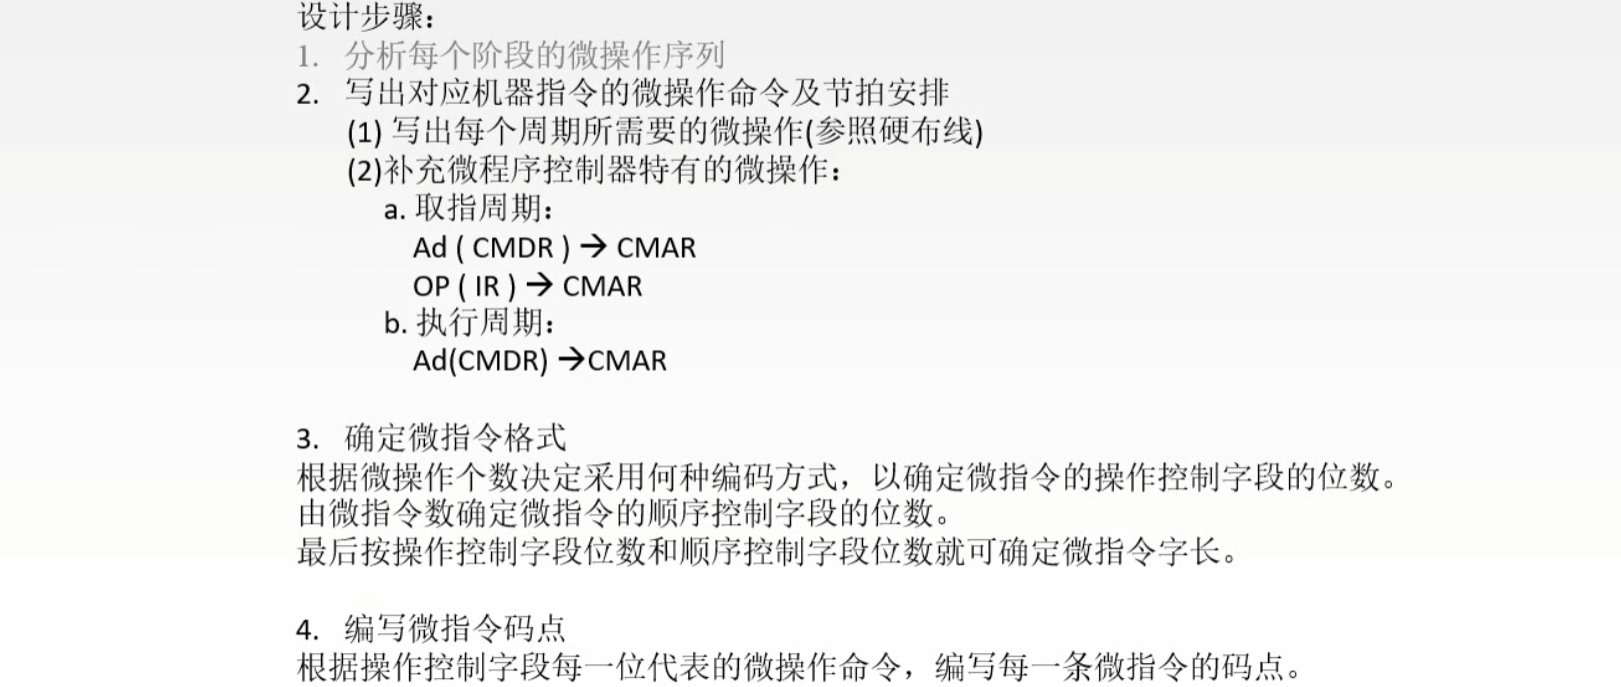 设计步骤：
1. 分析每个阶段的微操作序列
2. 写出对应机器指令的微操作命令及节拍安排
(1) 写出每个周期所需要的微操作(参照硬布线)
(2)补充微程序控制器特有的微操作：
a. 取指周期：
Ad ( CMDR ) → CMAR
OP ( IR ) → CMAR
b. 执行周期：
Ad(CMDR) →CMAR
3. 确定微指令格式
根据微操作个数决定采用何种编码方式，以确定微指令的操作控制字段的位数。
由微指令数确定微指令的顺序控制字段的位数。
最后按操作控制字段位数和顺序控制字段位数就可确定微指令字长。
4. 编写微指令码点
根据操作控制字段每一位代表的微操作命令，编写每一条微指令的码点。